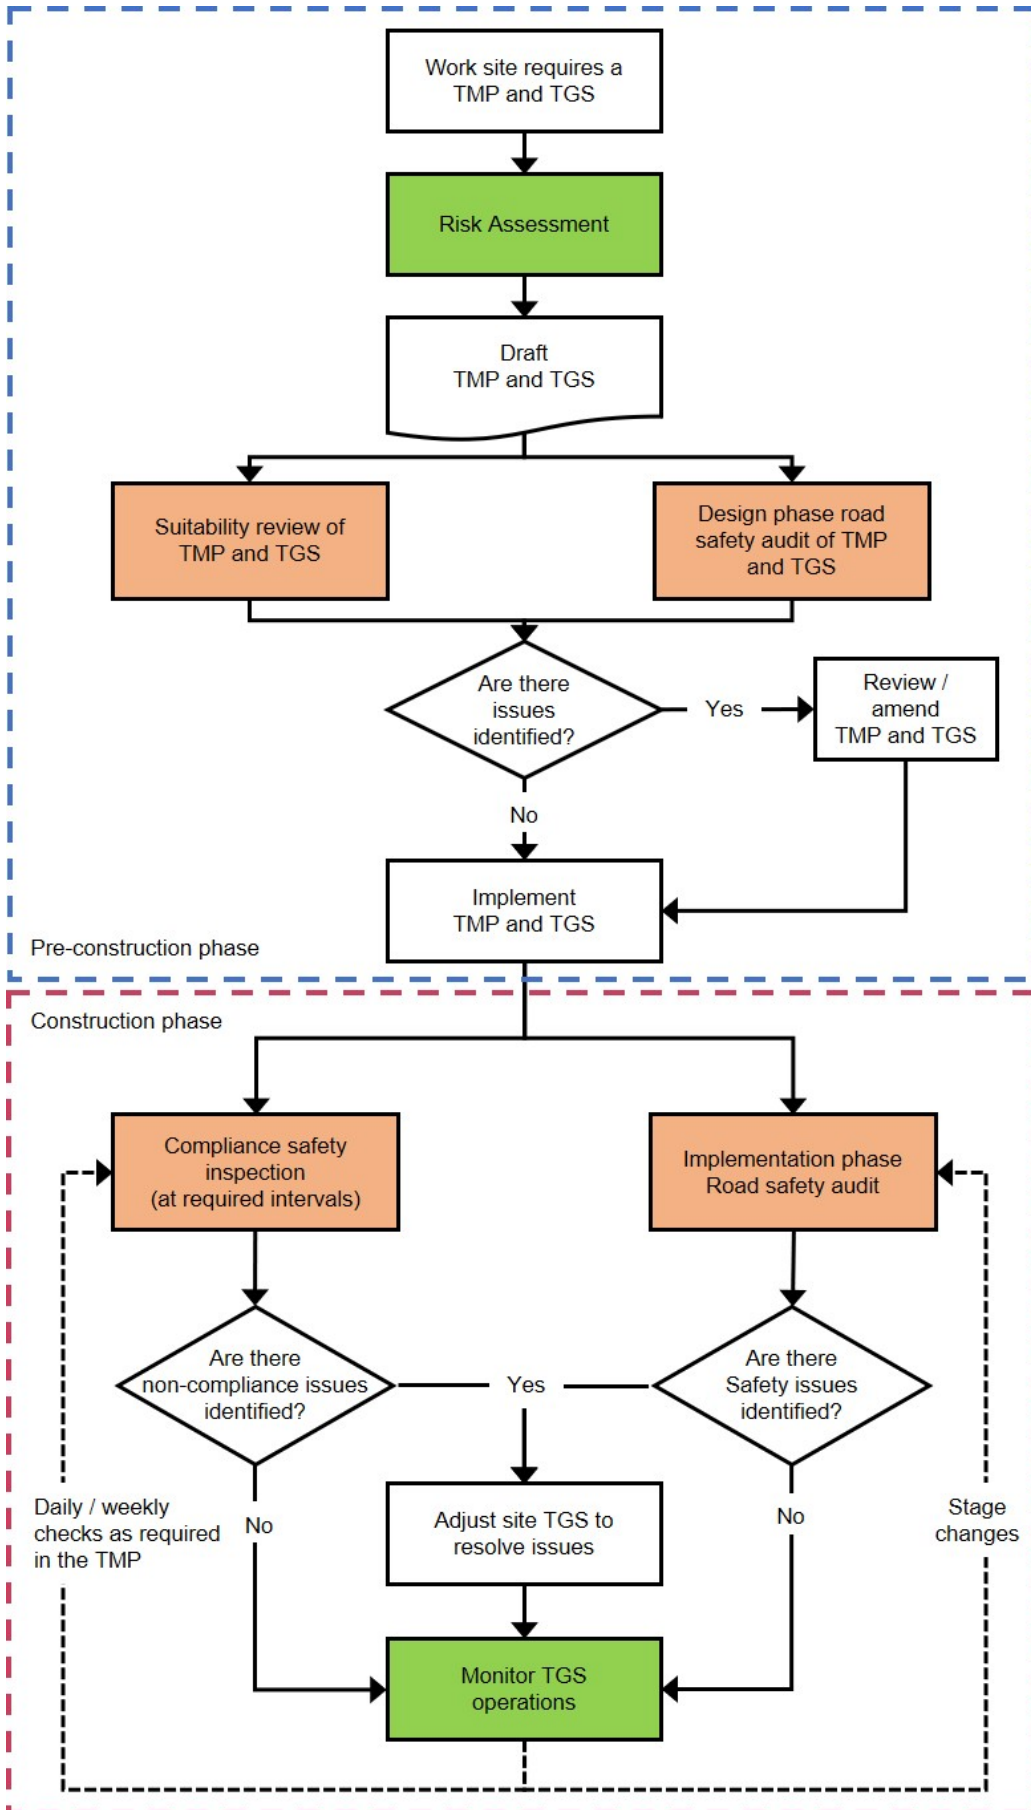 Work site requires a
TMP and TGS
Risk Assessment
Draft
TMP and TGS
Suitability review of
TMP and TGS
Design phase road
safety audit of TMP
and TGS
Are there
issues
identified?
Yes
Review /
amend
TMP and TGS
No
Implement
TMP and TGS
Pre-construction phase
Construction phase
Compliance safety
inspection
(at required intervals)
Implementation phase
Road safety audit
Are there
non-compliance issues
identified?
Yes
Are there
Safety issues
identified?
Daily / weekly
checks as required
in the TMP
No
Adjust site TGS to
resolve issues
No
Stage
changes
Monitor TGS
operations